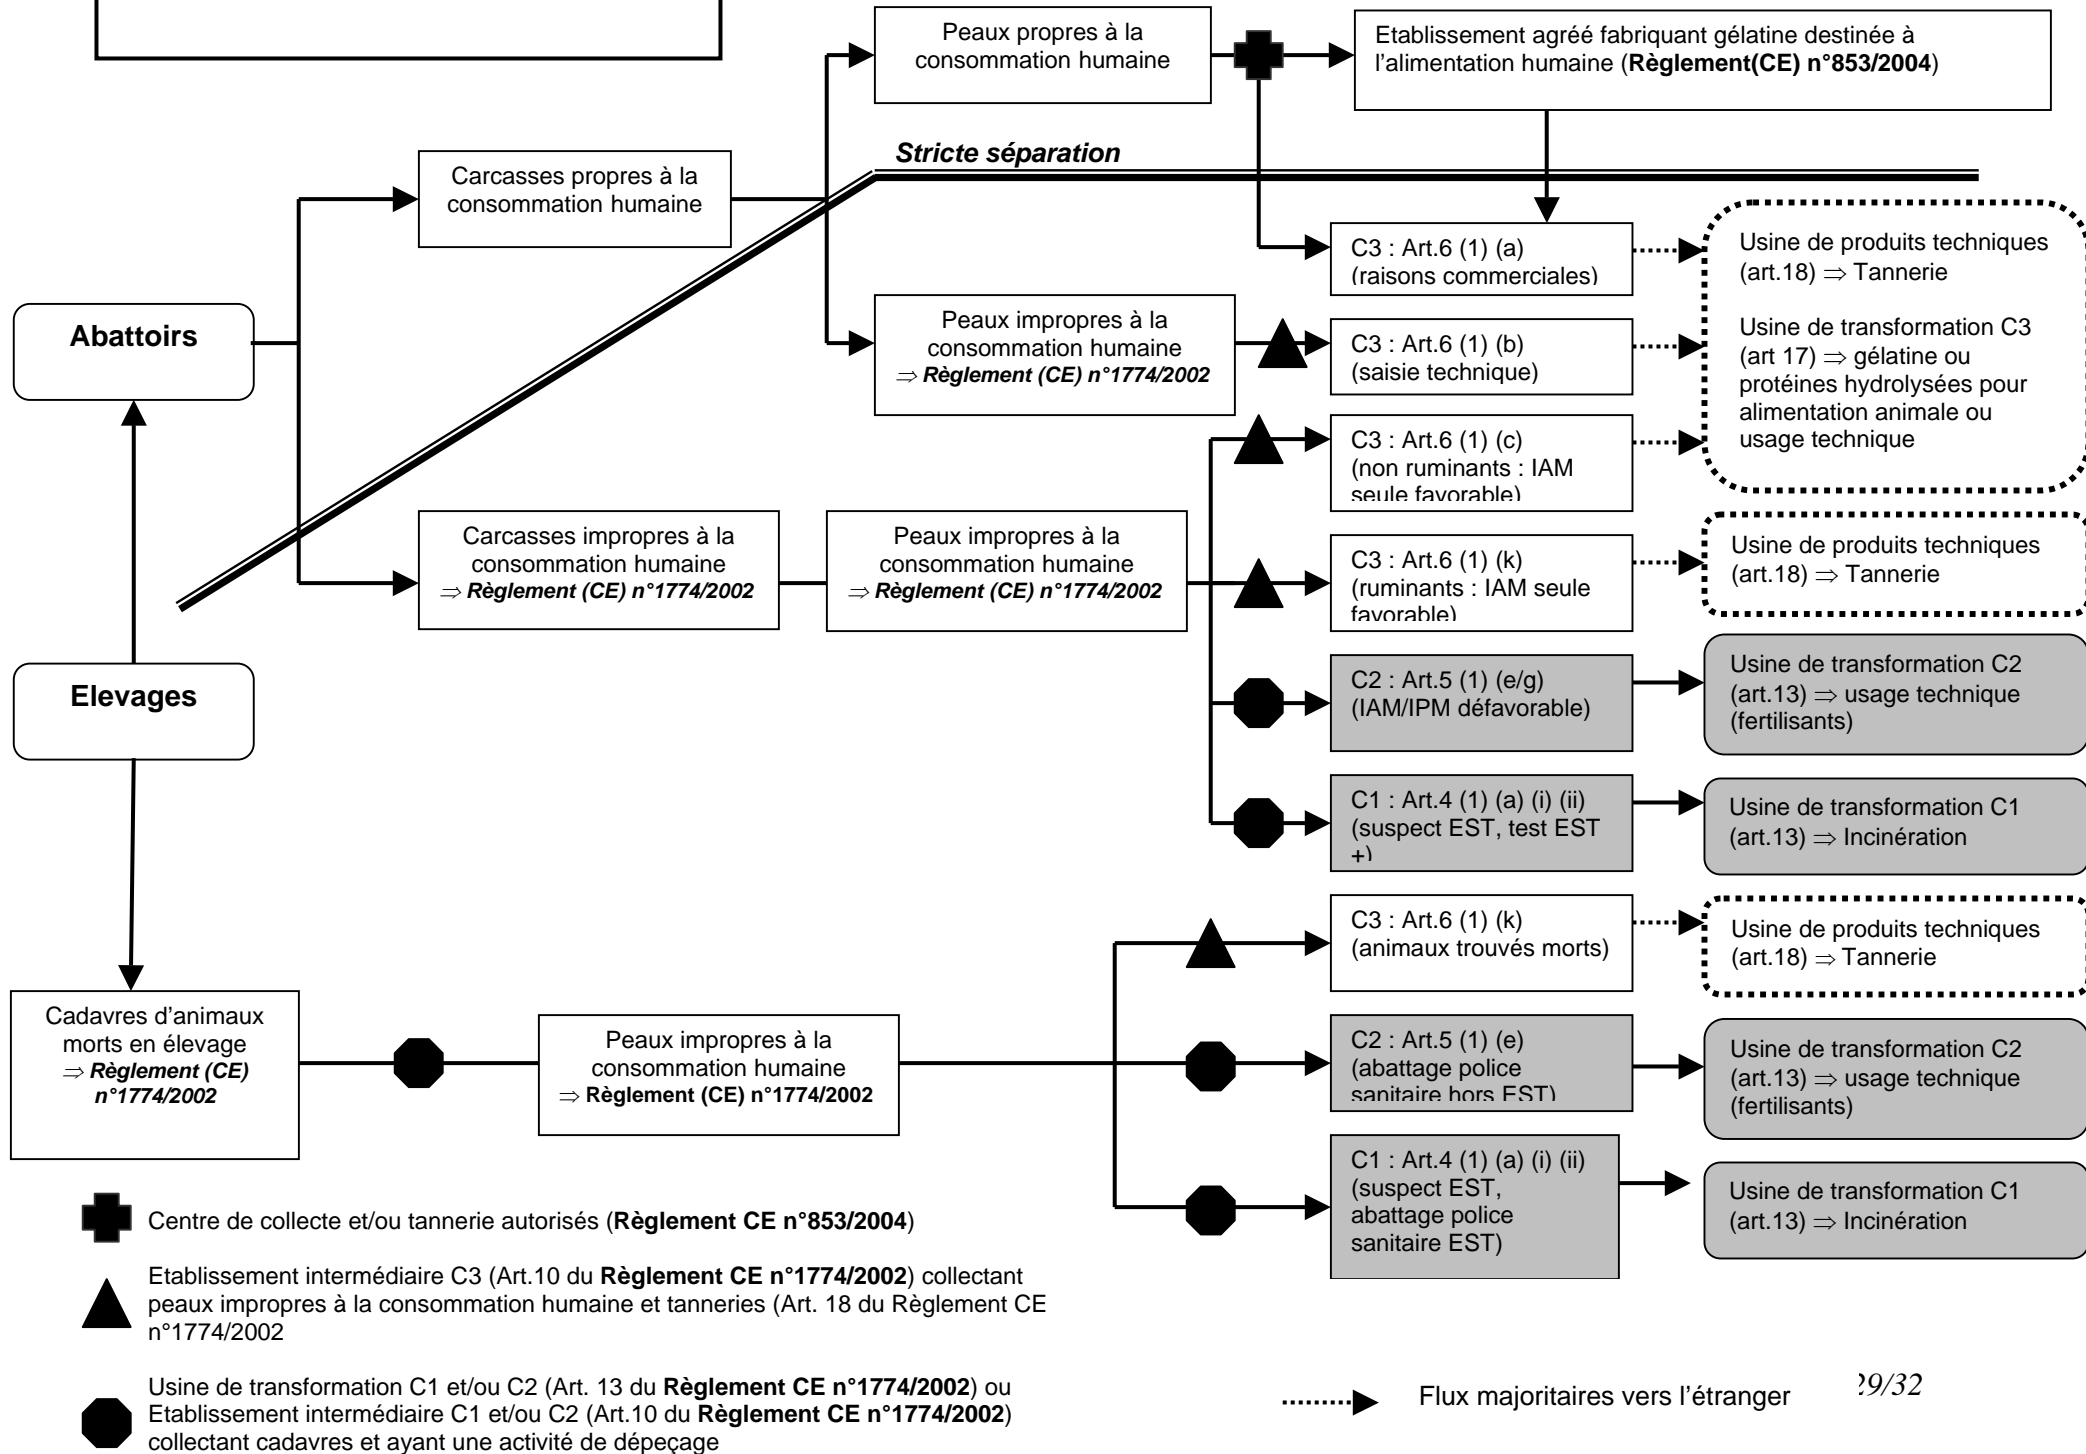 Peaux propres à la
consommation humaine
Etablissement agréé fabriquant gélatine destinée à
l’alimentation humaine (Règlement(CE) n°853/2004)
Stricte séparation
Carcasses propres à la
consommation humaine
C3 : Art.6 (1) (a)
(raisons commerciales)
Usine de produits techniques
(art.18) ⇒ Tannerie
Usine de transformation C3
(art 17) ⇒ gélatine ou
protéines hydrolysées pour
alimentation animale ou
usage technique
Abattoirs
Peaux impropres à la
consommation humaine
⇒ Règlement (CE) n°1774/2002
C3 : Art.6 (1) (b)
(saisie technique)
C3 : Art.6 (1) (c)
(non ruminants : IAM
seule favorable)
Carcasses impropres à la
consommation humaine
⇒ Règlement (CE) n°1774/2002
Peaux impropres à la
consommation humaine
⇒ Règlement (CE) n°1774/2002
C3 : Art.6 (1) (k)
(ruminants : IAM seule
favorable)
Usine de produits techniques
(art.18) ⇒ Tannerie
Elevages
C2 : Art.5 (1) (e/g)
(IAM/IPM défavorable)
Usine de transformation C2
(art.13) ⇒ usage technique
(fertilisants)
C1 : Art.4 (1) (a) (i) (ii)
(suspect EST, test EST
+)
Usine de transformation C1
(art.13) ⇒ Incinération
C3 : Art.6 (1) (k)
(animaux trouvés morts)
Usine de produits techniques
(art.18) ⇒ Tannerie
Cadavres d’animaux
morts en élevage
⇒ Règlement (CE)
n°1774/2002
Peaux impropres à la
consommation humaine
⇒ Règlement (CE) n°1774/2002
C2 : Art.5 (1) (e)
(abattage police
sanitaire hors EST)
Usine de transformation C2
(art.13) ⇒ usage technique
(fertilisants)
C1 : Art.4 (1) (a) (i) (ii)
(suspect EST,
abattage police
sanitaire EST)
Usine de transformation C1
(art.13) ⇒ Incinération
Centre de collecte et/ou tannerie autorisés (Règlement CE n°853/2004)
Etablissement intermédiaire C3 (Art.10 du Règlement CE n°1774/2002) collectant
peaux impropres à la consommation humaine et tanneries (Art. 18 du Règlement CE
n°1774/2002
Usine de transformation C1 et/ou C2 (Art. 13 du Règlement CE n°1774/2002) ou
Etablissement intermédiaire C1 et/ou C2 (Art.10 du Règlement CE n°1774/2002)
collectant cadavres et ayant une activité de dépeçage
Flux majoritaires vers l’étranger
29/32